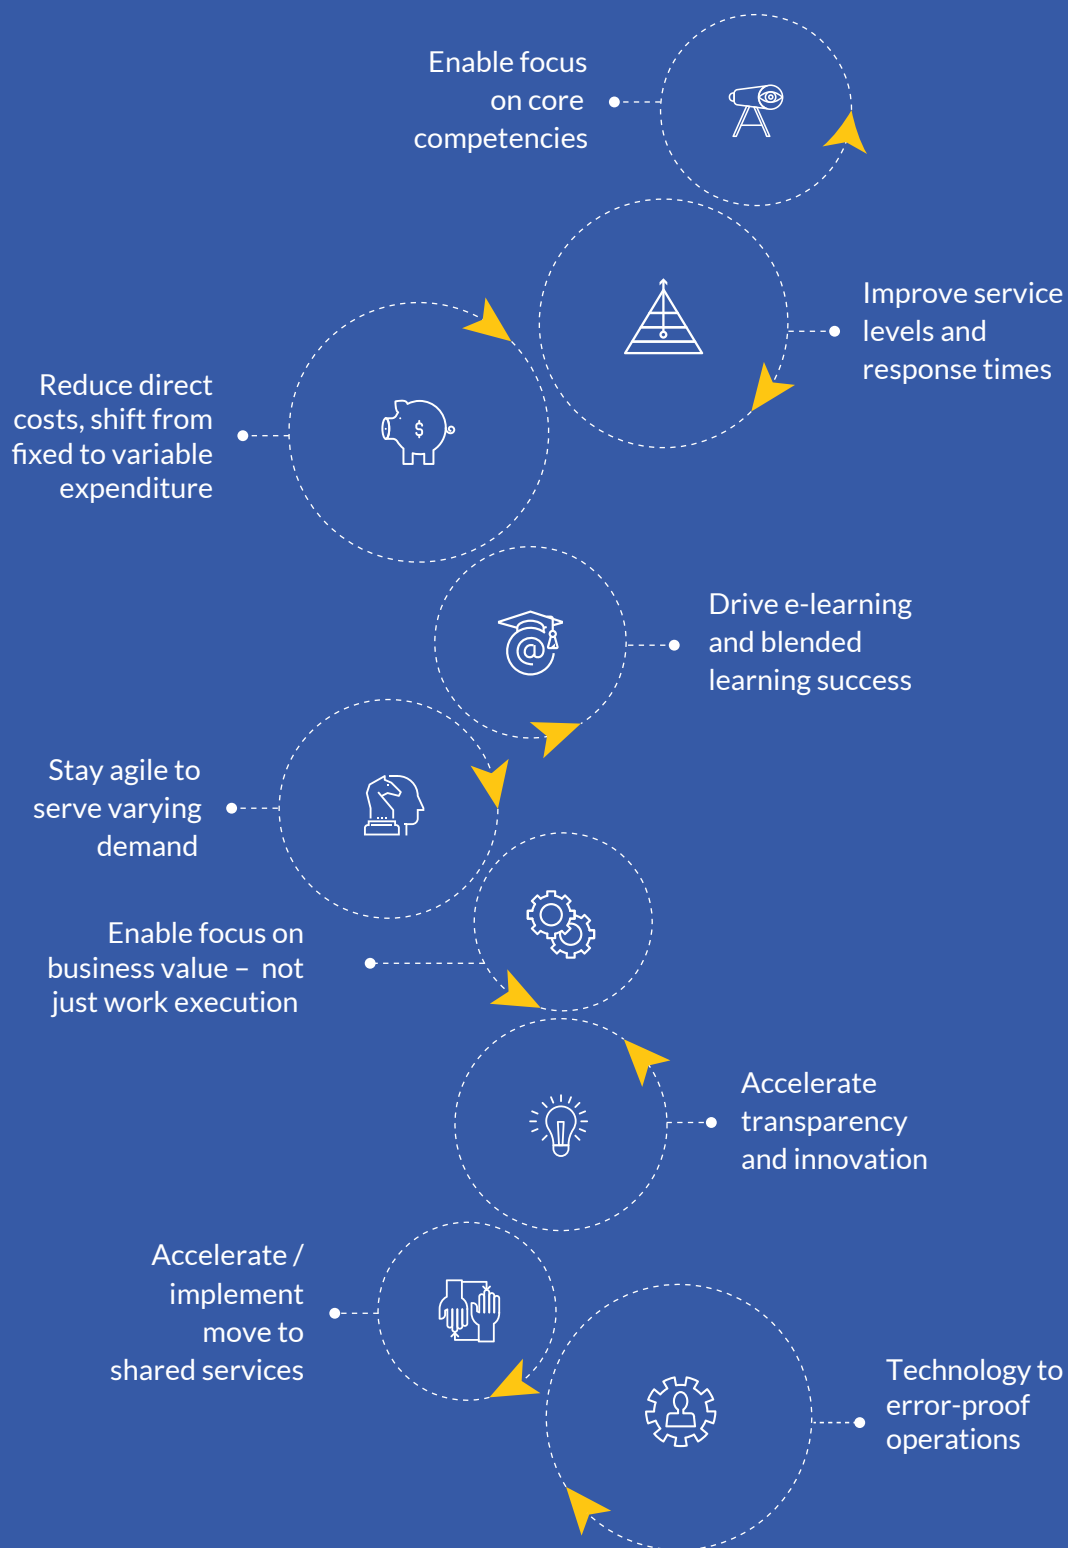 Enable focus
on core
competencies
Improve service
levels and
response times
Reduce direct
costs, shift from
fixed to variable
expenditure
$
@
Drive e-learning
and blended
learning success
Stay agile to
serve varying
demand
Enable focus on
business value – not
just work execution
Accelerate
transparency
and innovation
Accelerate /
implement
move to
shared services
Technology to
error-proof
operations